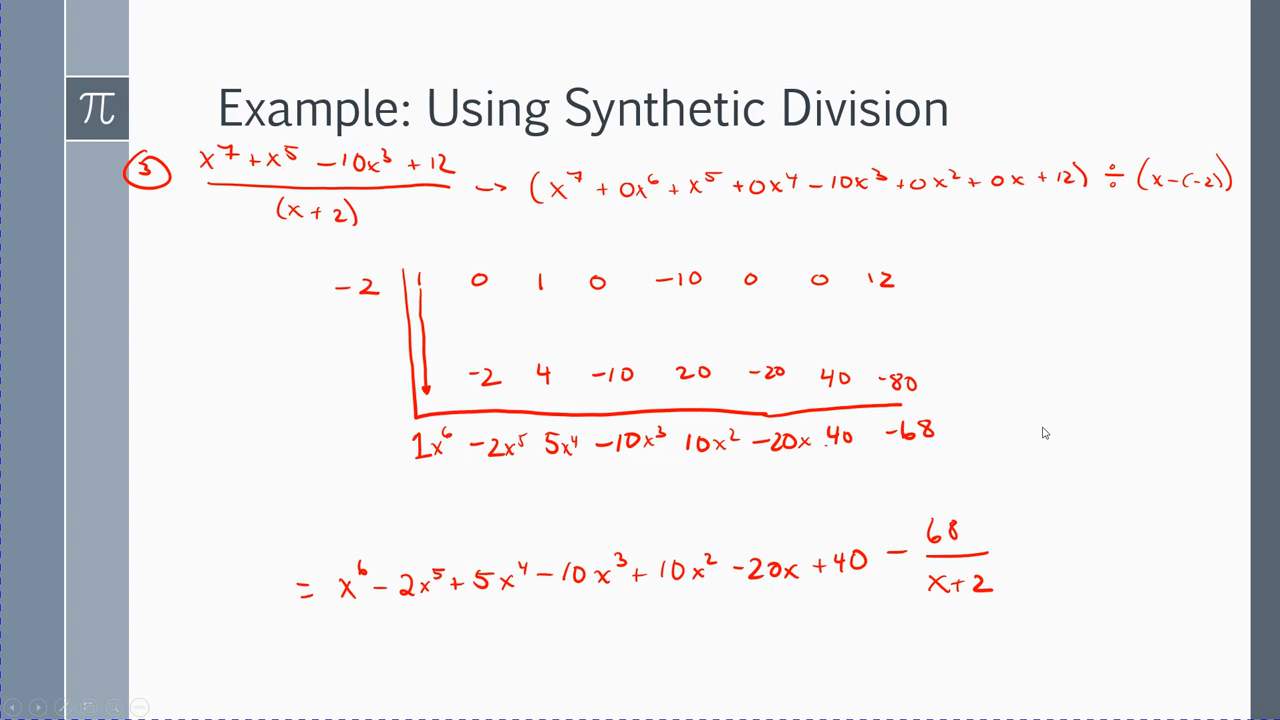 π
Example: Using Synthetic Division
③ x⁷ + x⁵ − 10x³ + 12 / (x + 2) → (x⁷ + 0x⁶ + x⁵ + 0x⁴ − 10x³ + 0x² + 0x + 12) ÷ (x − (−2))
−2 | 1 0 1 0 −10 0 0 12
−2 4 −10 20 −20 40 −80
1x⁶ −2x⁵ 5x⁴ −10x³ 10x² −20x 40 −68
= x⁶ − 2x⁵ + 5x⁴ − 10x³ + 10x² − 20x + 40 − 68 / x + 2